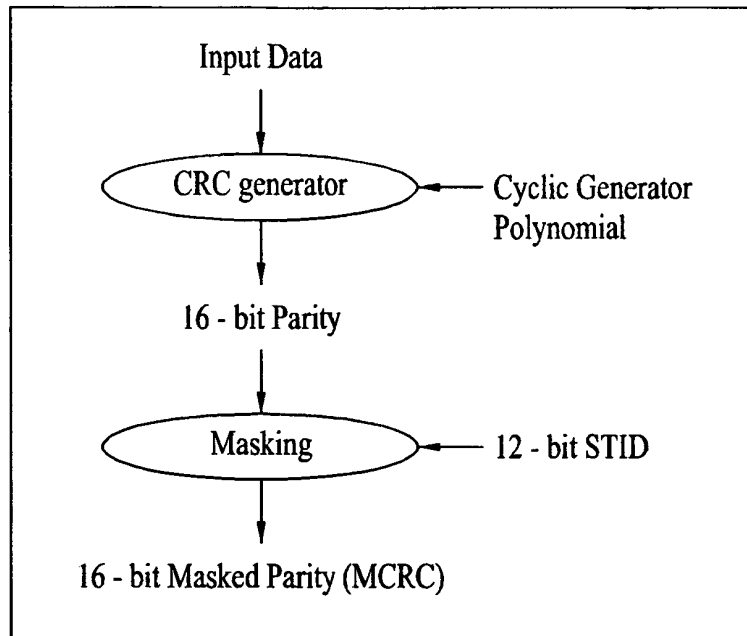 Input Data
CRC generator
Cyclic Generator
Polynomial
16 - bit Parity
Masking
12 - bit STID
16 - bit Masked Parity (MCRC)